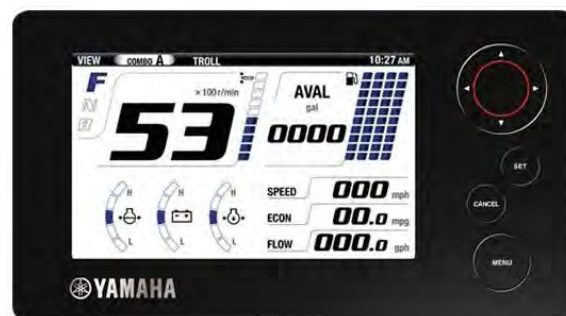 VIEW COMBO A TROLL 10:27 AM
F
N
R
×100 r/min
53
AVAL
gal
0000
H H H
L L L
SPEED 000 mph
ECON 00.0 mpg
FLOW 000.0 gph
SET
CANCEL
MENU
YAMAHA